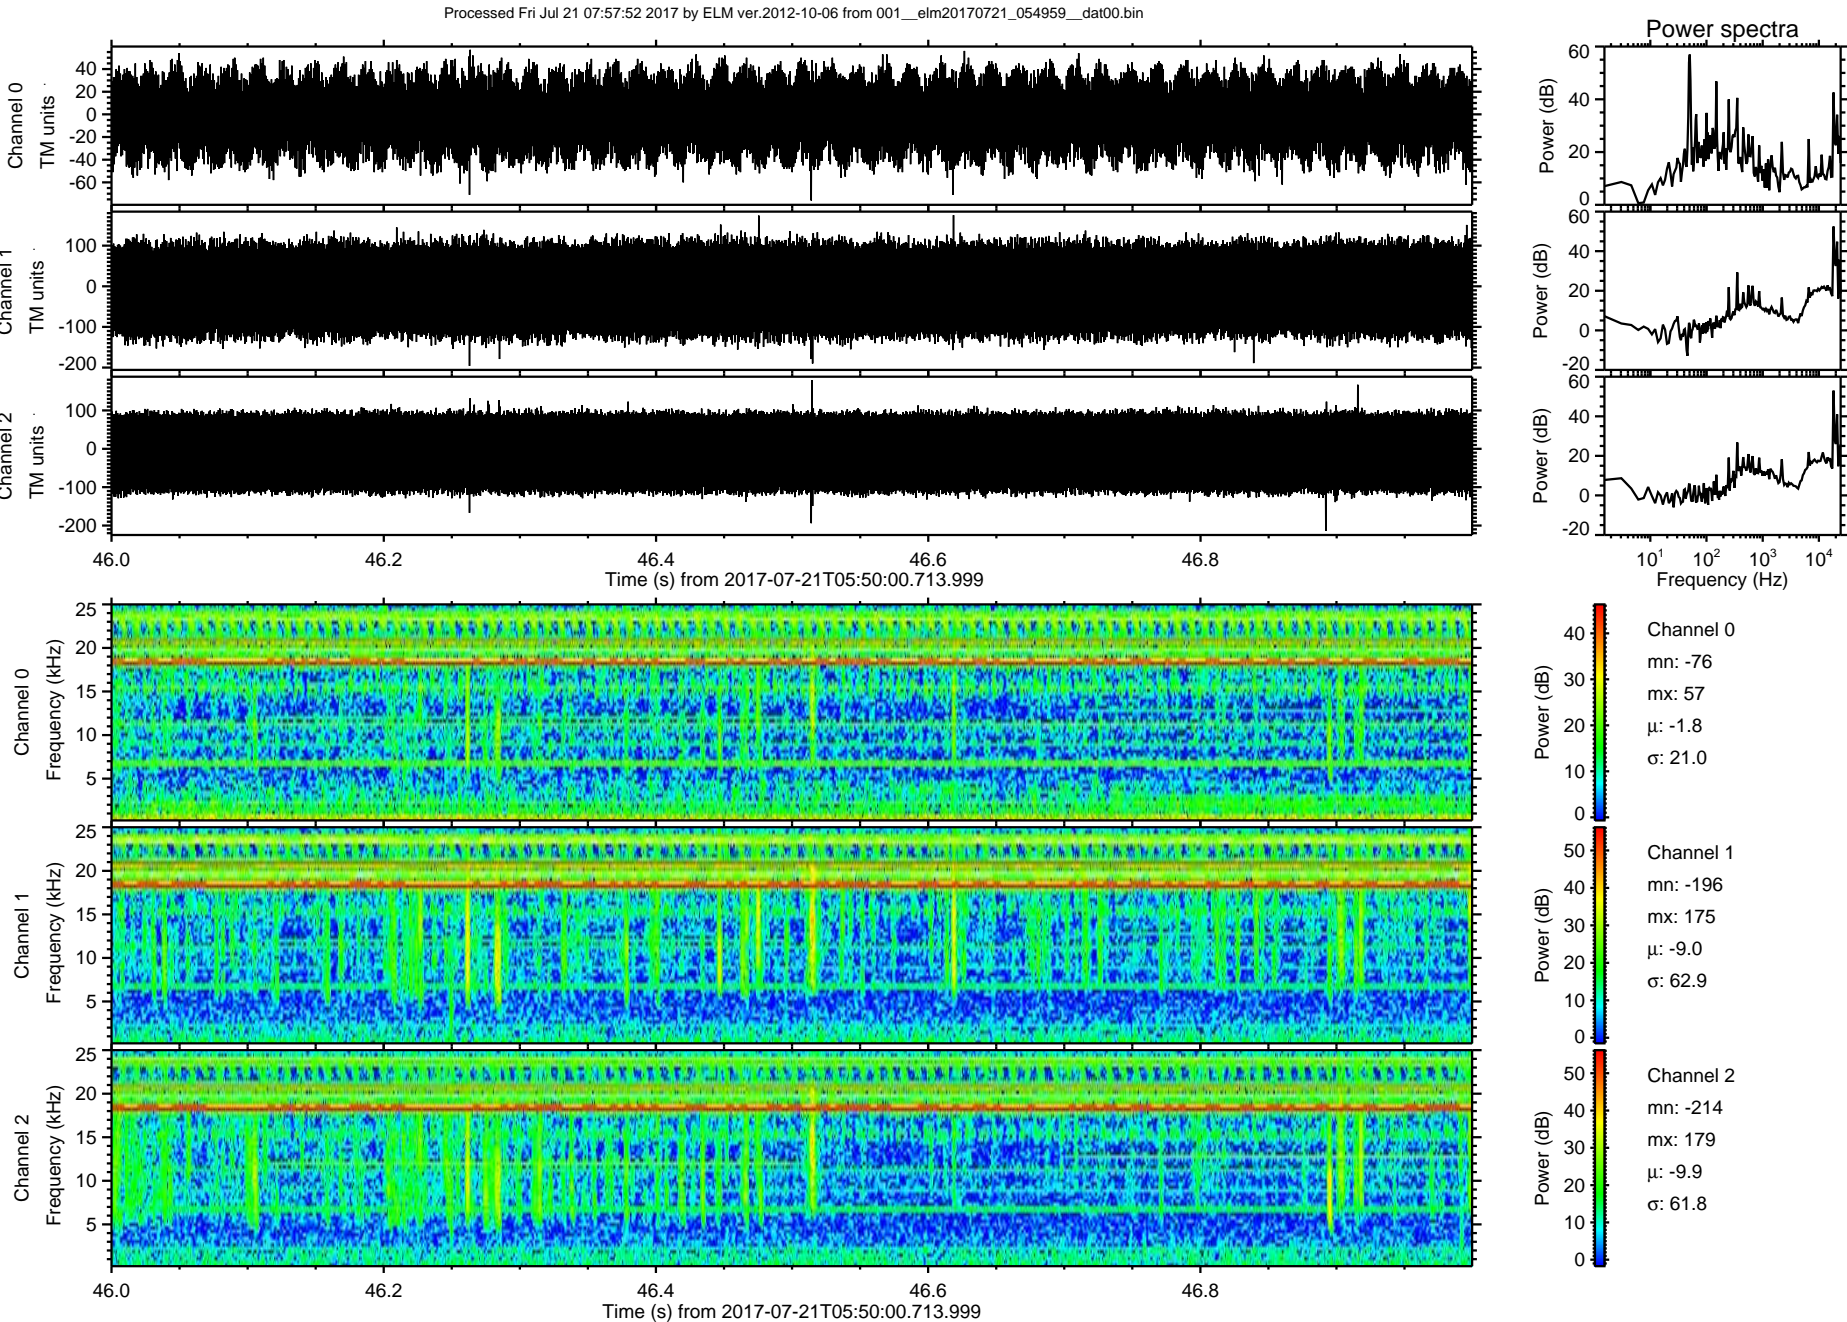 Processed Fri Jul 21 07:57:52 2017 by ELM ver.2012-10-06 from 001__elm20170721_054959__dat00.bin
Power spectra
Channel 0
TM units
40
20
0
-20
-40
-60
Power (dB)
60
40
20
0
Channel 1
TM units
100
0
-100
-200
Power (dB)
60
40
20
0
-20
Channel 2
TM units
100
0
-100
-200
Power (dB)
60
40
20
0
-20
46.0 46.2 46.4 46.6 46.8
Time (s) from 2017-07-21T05:50:00.713.999
10¹ 10² 10³ 10⁴
Frequency (Hz)
Channel 0
Frequency (kHz)
25
20
15
10
5
Power (dB)
40
30
20
10
0
Channel 0
mn: -76
mx: 57
μ: -1.8
σ: 21.0
Channel 1
Frequency (kHz)
25
20
15
10
5
Power (dB)
50
40
30
20
10
0
Channel 1
mn: -196
mx: 175
μ: -9.0
σ: 62.9
Channel 2
Frequency (kHz)
25
20
15
10
5
Power (dB)
50
40
30
20
10
0
Channel 2
mn: -214
mx: 179
μ: -9.9
σ: 61.8
46.0 46.2 46.4 46.6 46.8
Time (s) from 2017-07-21T05:50:00.713.999